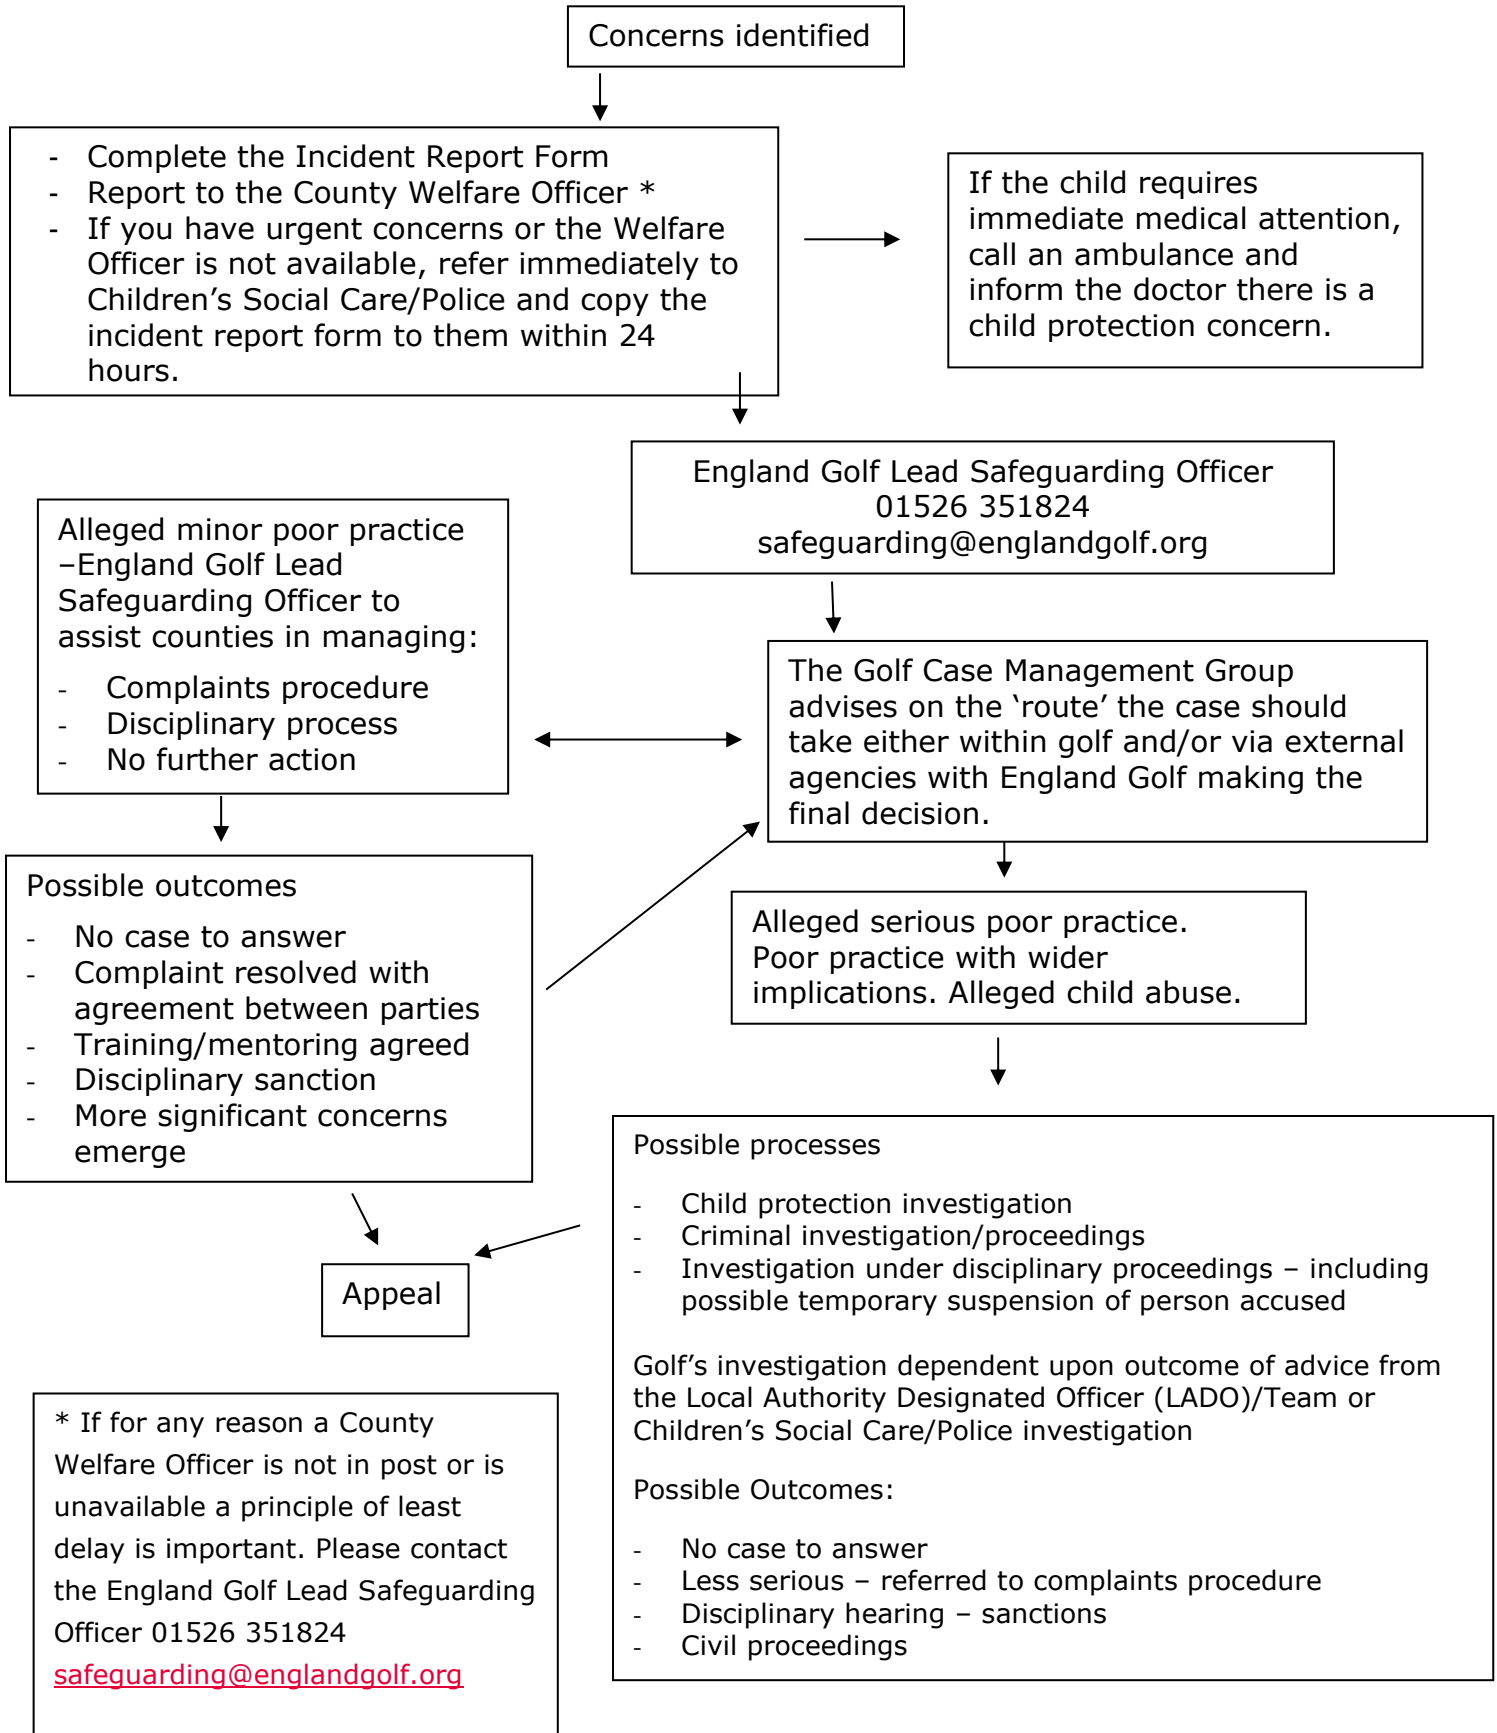 Concerns identified
- Complete the Incident Report Form
- Report to the County Welfare Officer *
- If you have urgent concerns or the Welfare
Officer is not available, refer immediately to
Children’s Social Care/Police and copy the
incident report form to them within 24
hours.
If the child requires
immediate medical attention,
call an ambulance and
inform the doctor there is a
child protection concern.
England Golf Lead Safeguarding Officer
01526 351824
safeguarding@englandgolf.org
Alleged minor poor practice
–England Golf Lead
Safeguarding Officer to
assist counties in managing:
- Complaints procedure
- Disciplinary process
- No further action
The Golf Case Management Group
advises on the ‘route’ the case should
take either within golf and/or via external
agencies with England Golf making the
final decision.
Possible outcomes
- No case to answer
- Complaint resolved with
agreement between parties
- Training/mentoring agreed
- Disciplinary sanction
- More significant concerns
emerge
Alleged serious poor practice.
Poor practice with wider
implications. Alleged child abuse.
Appeal
Possible processes
- Child protection investigation
- Criminal investigation/proceedings
- Investigation under disciplinary proceedings – including
possible temporary suspension of person accused
Golf’s investigation dependent upon outcome of advice from
the Local Authority Designated Officer (LADO)/Team or
Children’s Social Care/Police investigation
Possible Outcomes:
- No case to answer
- Less serious – referred to complaints procedure
- Disciplinary hearing – sanctions
- Civil proceedings
* If for any reason a County
Welfare Officer is not in post or is
unavailable a principle of least
delay is important. Please contact
the England Golf Lead Safeguarding
Officer 01526 351824
safeguarding@englandgolf.org